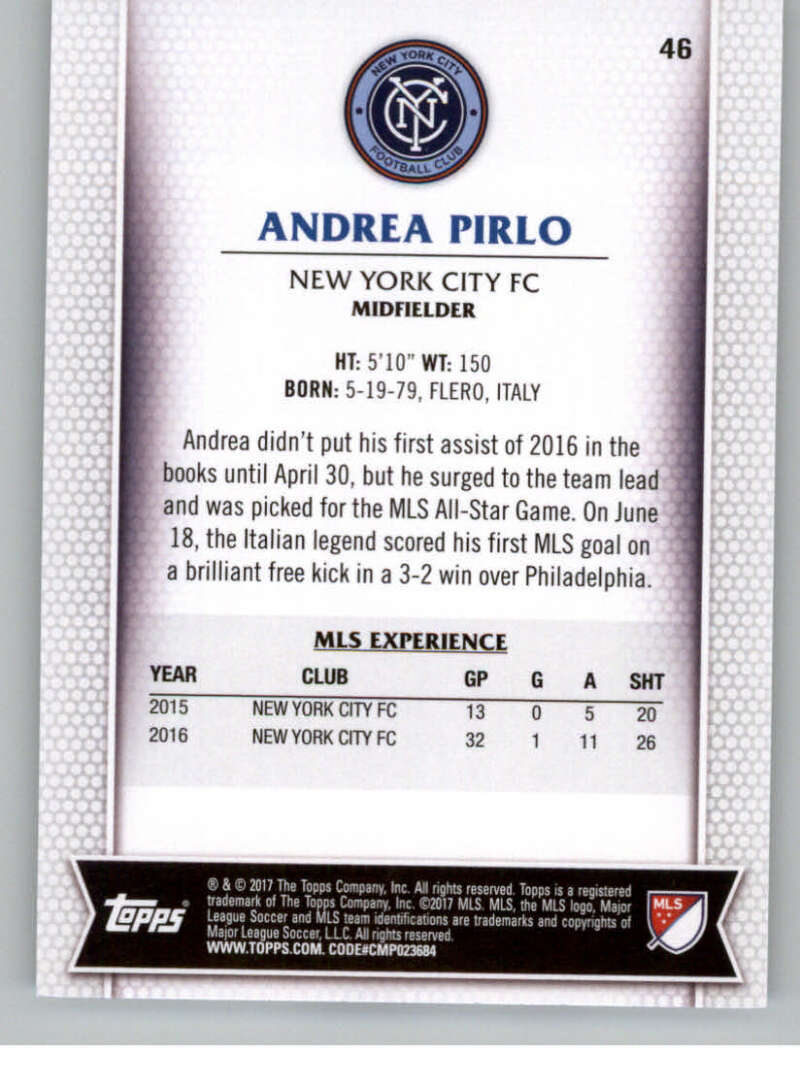 46
NEW YORK CITY
FOOTBALL CLUB
NYC
ANDREA PIRLO
NEW YORK CITY FC
MIDFIELDER
HT: 5'10" WT: 150
BORN: 5-19-79, FLERO, ITALY
Andrea didn't put his first assist of 2016 in the
books until April 30, but he surged to the team lead
and was picked for the MLS All-Star Game. On June
18, the Italian legend scored his first MLS goal on
a brilliant free kick in a 3-2 win over Philadelphia.
MLS EXPERIENCE
YEAR CLUB GP G A SHT
2015 NEW YORK CITY FC 13 0 5 20
2016 NEW YORK CITY FC 32 1 11 26
® & © 2017 The Topps Company, Inc. All rights reserved. Topps is a registered
trademark of The Topps Company, Inc. ©2017 MLS. MLS, the MLS logo, Major
League Soccer and MLS team identifications are trademarks and copyrights of
Major League Soccer, L.L.C. All rights reserved.
WWW.TOPPS.COM. CODE#CMP023684
Topps®
MLS